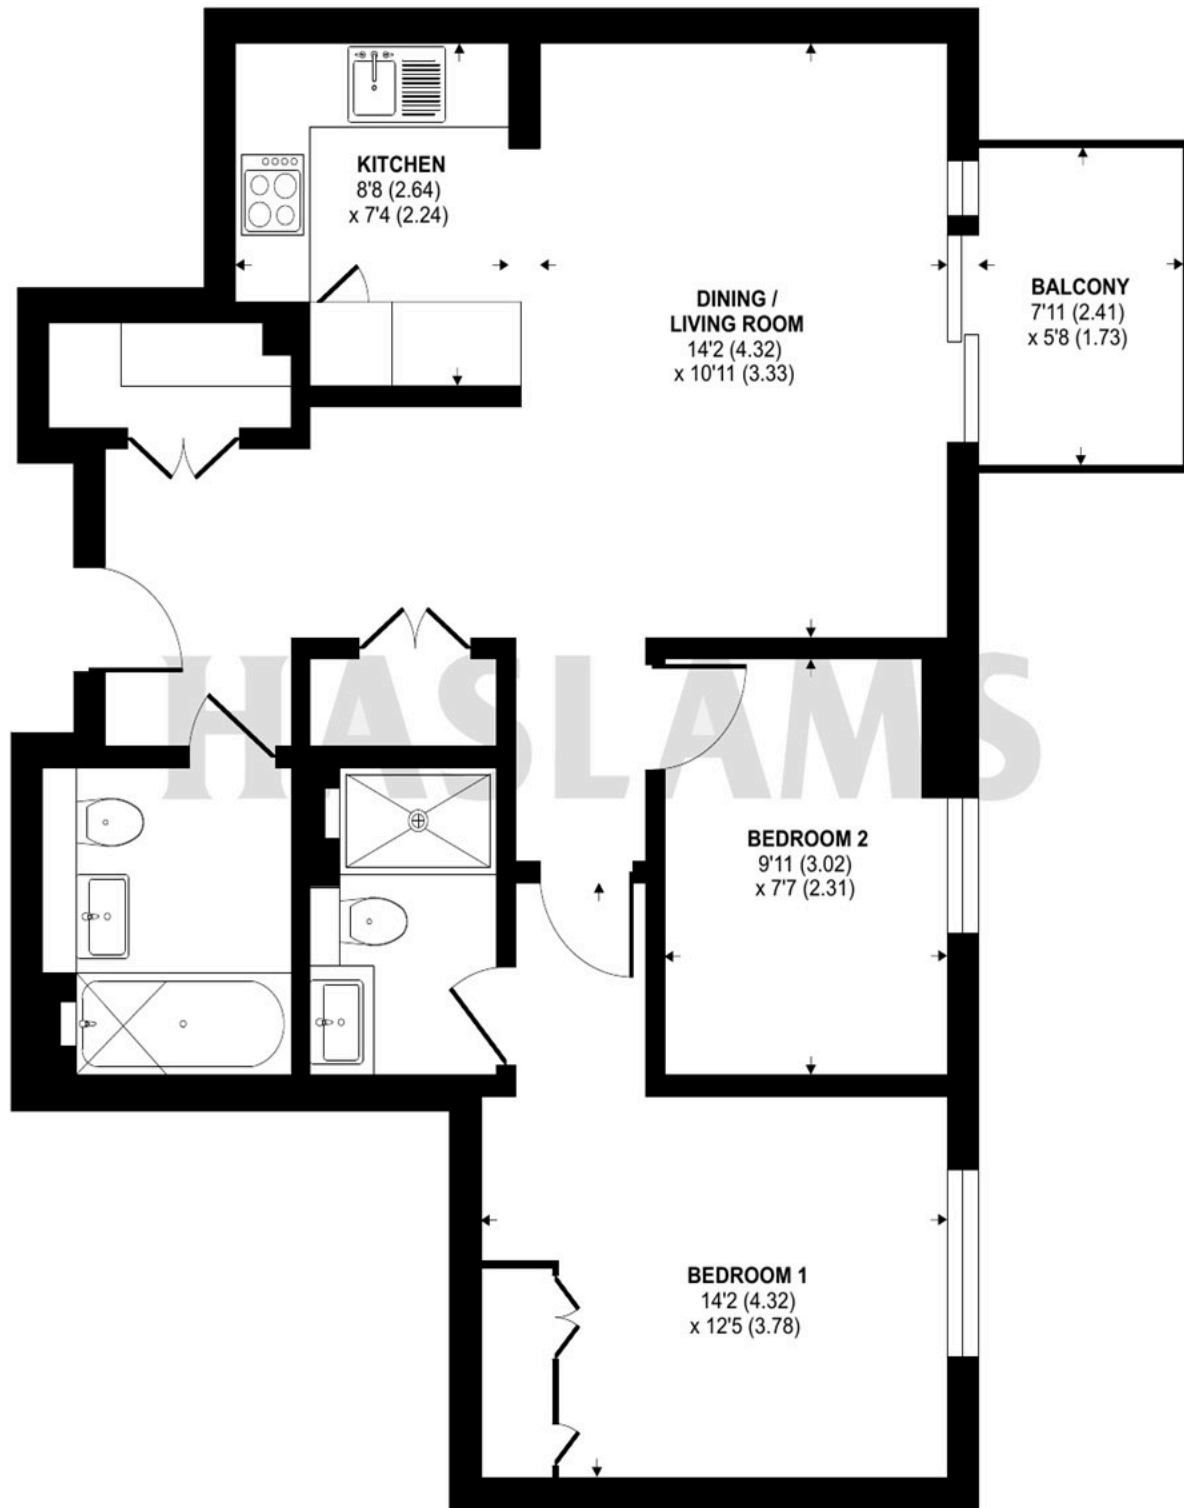 KITCHEN
8'8 (2.64)
x 7'4 (2.24)
DINING /
LIVING ROOM
14'2 (4.32)
x 10'11 (3.33)
BALCONY
7'11 (2.41)
x 5'8 (1.73)
HASLAMS
BEDROOM 2
9'11 (3.02)
x 7'7 (2.31)
BEDROOM 1
14'2 (4.32)
x 12'5 (3.78)